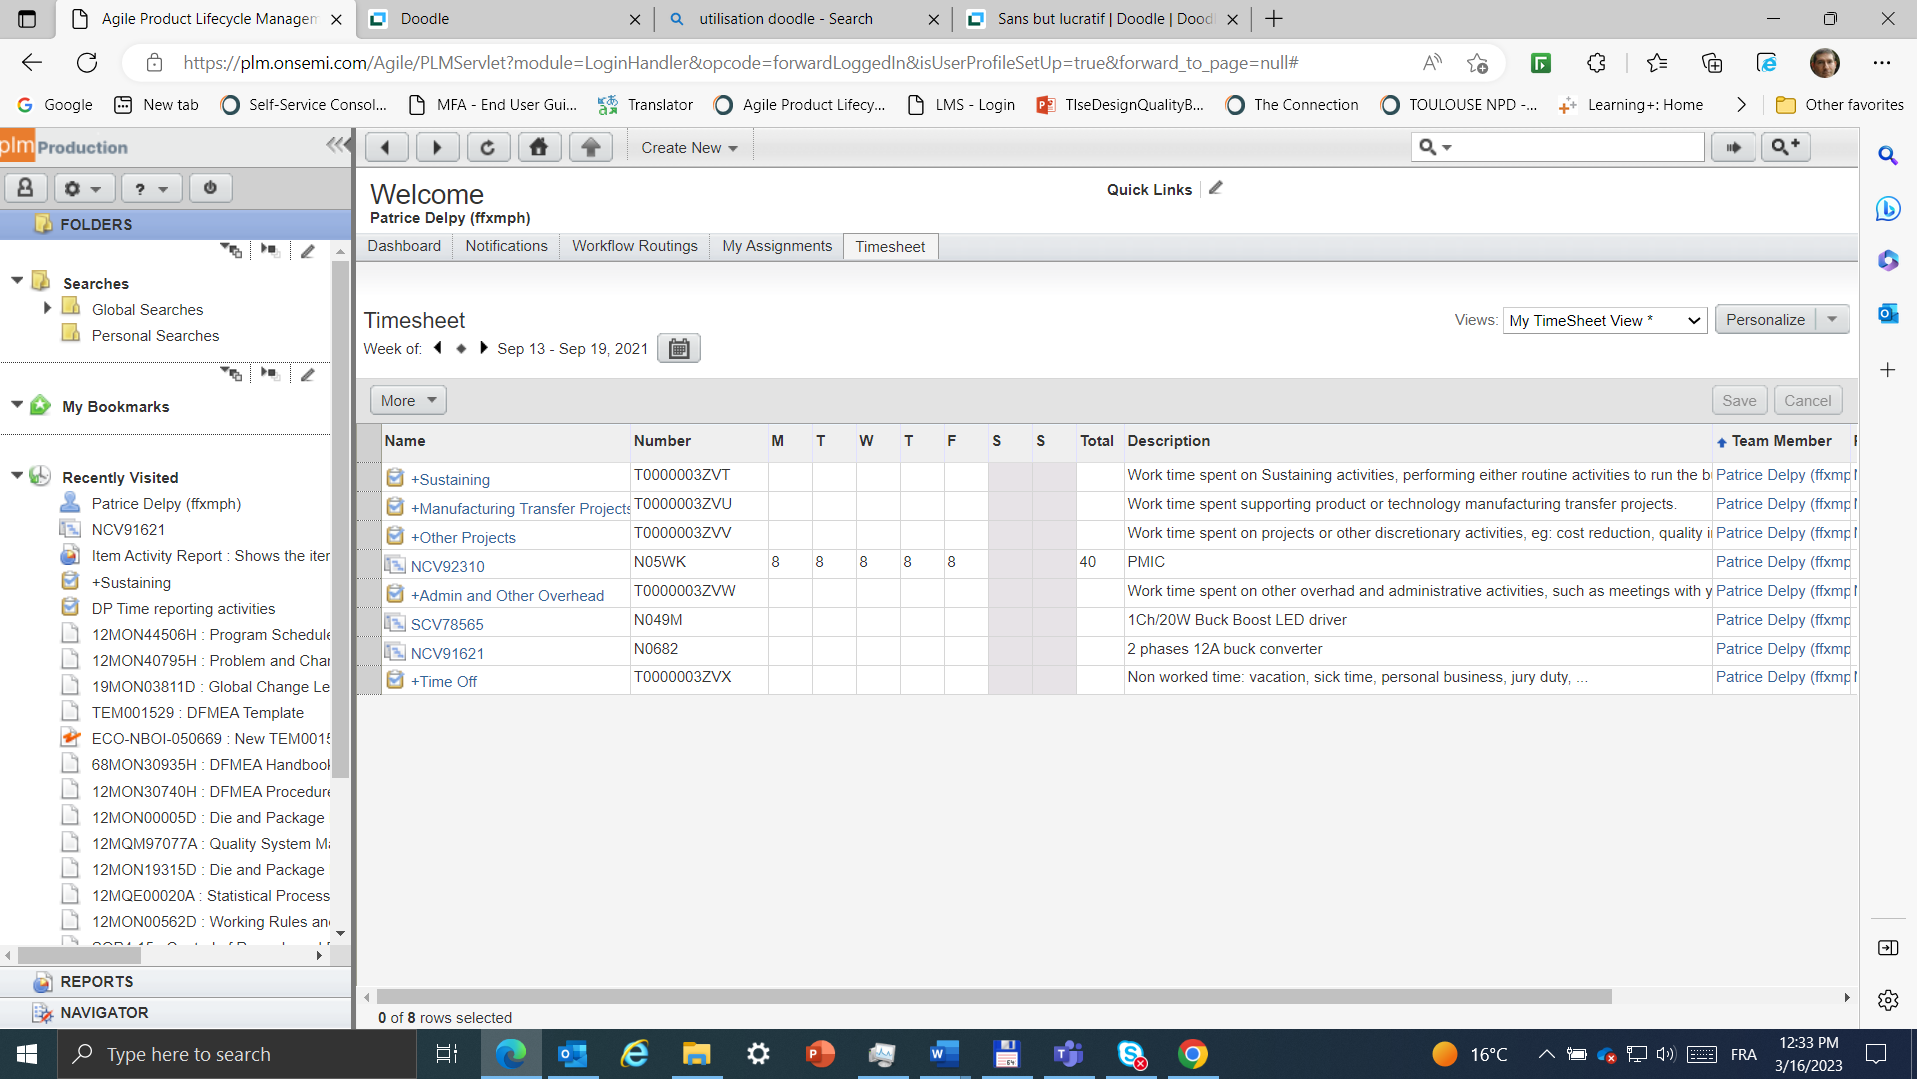 Agile Product Lifecycle Managem
Doodle
utilisation doodle - Search
Sans but lucratif | Doodle | Dood
https://plm.onsemi.com/Agile/PLMServlet?module=LoginHandler&opcode=forwardLoggedIn&isUserProfileSetUp=true&forward_to_page=null#
Google
New tab
Self-Service Consol...
MFA - End User Gui...
Translator
Agile Product Lifecy...
LMS - Login
TlseDesignQualityB...
The Connection
TOULOUSE NPD -...
Learning+: Home
Other favorites
plm Production
Create New
FOLDERS
Searches
Global Searches
Personal Searches
My Bookmarks
Recently Visited
Patrice Delpy (ffxmph)
NCV91621
Item Activity Report : Shows the iter
+Sustaining
DP Time reporting activities
12MON44506H : Program Schedule
12MON40795H : Problem and Char
19MON03811D : Global Change Le
TEM001529 : DFMEA Template
ECO-NBOI-050669 : New TEM0015
68MON30935H : DFMEA Handbook
12MON30740H : DFMEA Procedure
12MON00005D : Die and Package
12MQM97077A : Quality System Ma
12MON19315D : Die and Package
12MQE00020A : Statistical Process
12MON00562D : Working Rules an
REPORTS
NAVIGATOR
Welcome
Patrice Delpy (ffxmph)
Quick Links
Dashboard
Notifications
Workflow Routings
My Assignments
Timesheet
Timesheet
Views: My TimeSheet View *
Personalize
Week of: Sep 13 - Sep 19, 2021
More
Save
Cancel
Name Number M T W T F S S Total Description Team Member
+Sustaining T0000003ZVT Work time spent on Sustaining activities, performing either routine activities to run the b Patrice Delpy (ffxmp
+Manufacturing Transfer Projects T0000003ZVU Work time spent supporting product or technology manufacturing transfer projects. Patrice Delpy (ffxmp
+Other Projects T0000003ZVV Work time spent on projects or other discretionary activities, eg: cost reduction, quality i Patrice Delpy (ffxmp
NCV92310 N05WK 8 8 8 8 8 40 PMIC Patrice Delpy (ffxmp
+Admin and Other Overhead T0000003ZVW Work time spent on other overhad and administrative activities, such as meetings with y Patrice Delpy (ffxmp
SCV78565 N049M 1Ch/20W Buck Boost LED driver Patrice Delpy (ffxmp
NCV91621 N0682 2 phases 12A buck converter Patrice Delpy (ffxmp
+Time Off T0000003ZVX Non worked time: vacation, sick time, personal business, jury duty, ... Patrice Delpy (ffxmp
0 of 8 rows selected
Type here to search
16°C
FRA
12:33 PM
3/16/2023